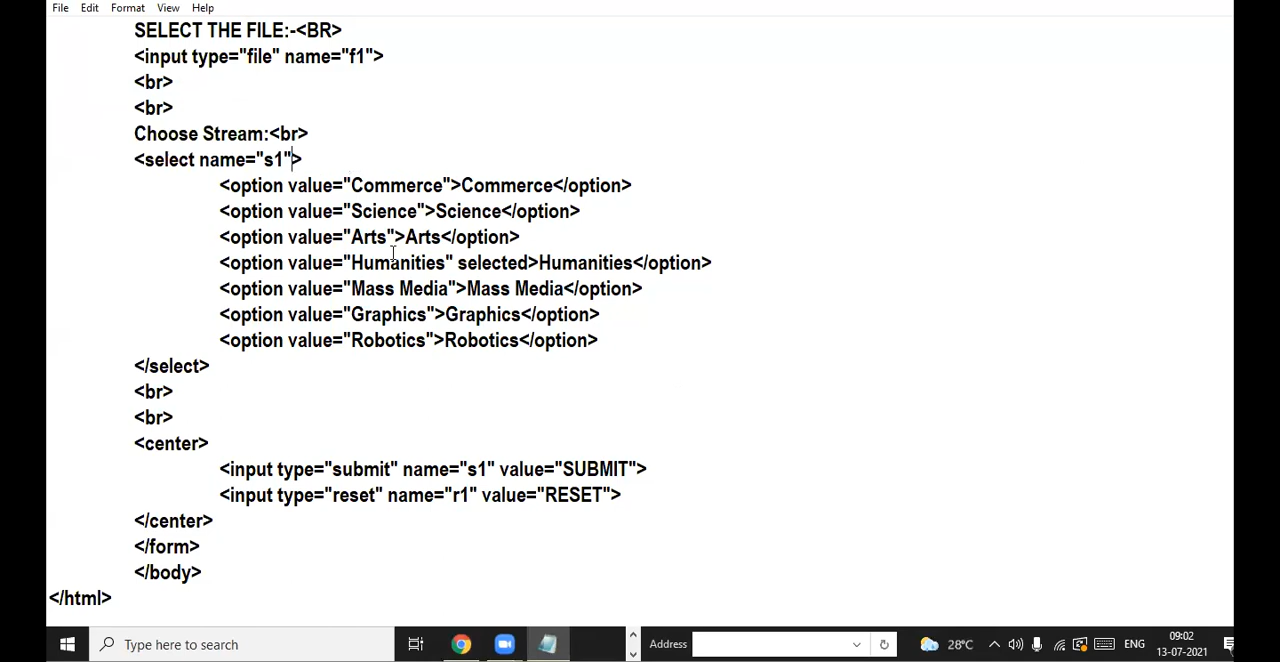 File Edit Format View Help
SELECT THE FILE:-<BR>
<input type="file" name="f1">
<br>
<br>
Choose Stream:<br>
<select name="s1">
<option value="Commerce">Commerce</option>
<option value="Science">Science</option>
<option value="Arts">Arts</option>
<option value="Humanities" selected>Humanities</option>
<option value="Mass Media">Mass Media</option>
<option value="Graphics">Graphics</option>
<option value="Robotics">Robotics</option>
</select>
<br>
<br>
<center>
<input type="submit" name="s1" value="SUBMIT">
<input type="reset" name="r1" value="RESET">
</center>
</form>
</body>
</html>
Type here to search Address 28°C ENG 09:02
13-07-2021